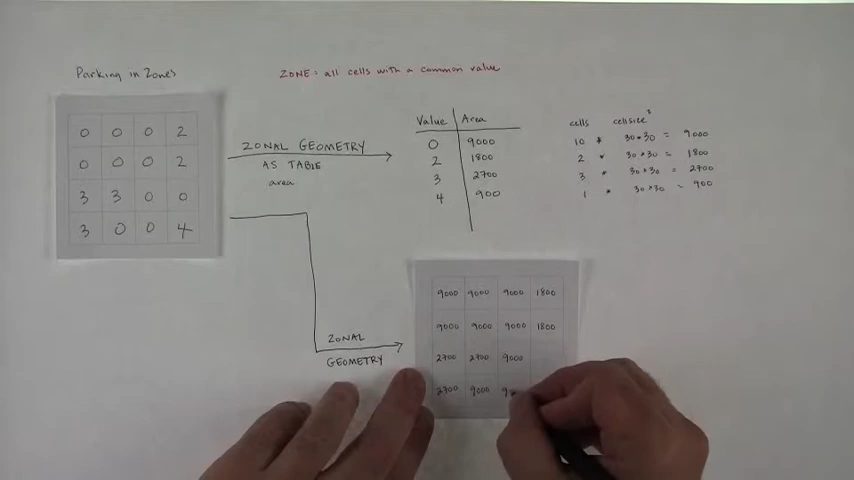 Parking in Zones
ZONE = all cells with a common value
0 0 0 2
0 0 0 2
3 3 0 0
3 0 0 4
ZONAL GEOMETRY
AS TABLE
area
Value Area
0 9000
2 1800
3 2700
4 900
cells cellsize²
10 * 30*30 = 9000
2 * 30*30 = 1800
3 * 30*30 = 2700
1 * 30*30 = 900
ZONAL
GEOMETRY
9000 9000 9000 1800
9000 9000 9000 1800
2700 2700 9000
2700 9000